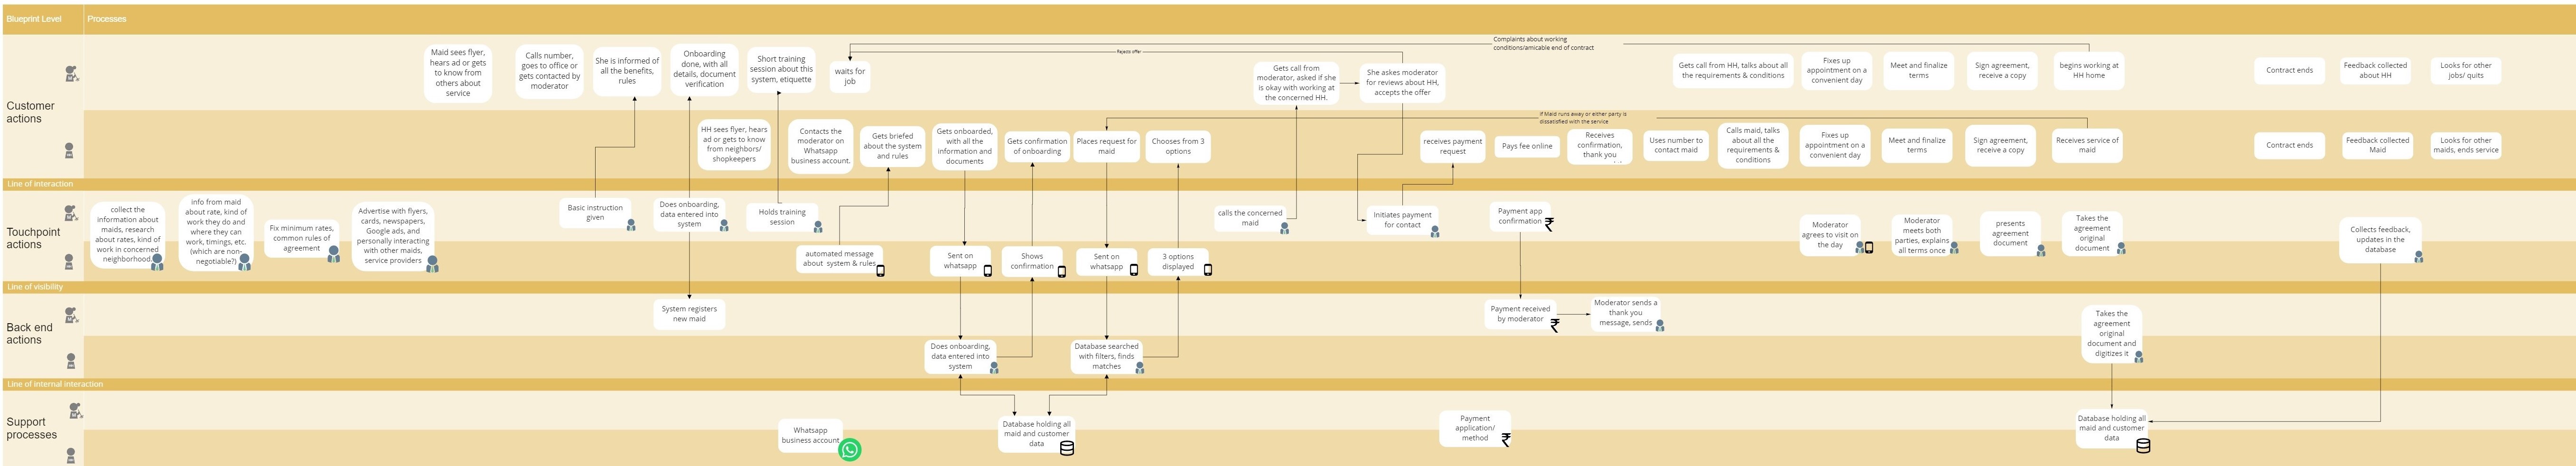 Blueprint Level
Processes
Customer
actions
Maid sees flyer,
hears ad or gets
to know from
others about
service
Calls number,
goes to office or
gets contacted by
moderator
She is informed of
all the benefits,
rules
Onboarding
done, with all
details, document
verification
Short training
session about this
system, etiquette
waits for
job
Rejects offer
Complaints about working
conditions/amicable end of contract
Gets call from
moderator, asked if she
is okay with working at
the concerned HH.
She askes moderator
for reviews about HH,
accepts the offer
Gets call from HH, talks about all
the requirements & conditions
Fixes up
appointment on a
convenient day
Meet and finalize
terms
Sign agreement,
receive a copy
begins working at
HH home
Contract ends
Feedback collected
about HH
Looks for other
jobs/ quits
HH sees flyer, hears
ad or gets to know
from neighbors/
shopkeepers
Contacts the
moderator on
Whatsapp
business account.
Gets briefed
about the system
and rules
Gets onboarded,
with all the
information and
documents
Gets confirmation
of onboarding
Places request for
maid
Chooses from 3
options
If Maid runs away or either party is
dissatisfied with the service
receives payment
request
Pays fee online
Receives
confirmation,
thank you
Uses number to
contact maid
Calls maid, talks
about all the
requirements &
conditions
Fixes up
appointment on a
convenient day
Meet and finalize
terms
Sign agreement,
receive a copy
Receives service of
maid
Contract ends
Feedback collected
Maid
Looks for other
maids, ends service
Line of interaction
Touchpoint
actions
collect the
information about
maids, research
about rates, kind of
work in concerned
neighborhood.
info from maid
about rate, kind of
work they do and
where they can
work, timings, etc.
(which are non-
negotiable?)
Fix minimum rates,
common rules of
agreement
Advertise with flyers,
cards, newspapers,
Google ads, and
personally interacting
with other maids,
service providers
Basic instruction
given
Does onboarding,
data entered into
system
Holds training
session
automated message
about system & rules
Sent on
whatsapp
Shows
confirmation
Sent on
whatsapp
3 options
displayed
calls the concerned
maid
Initiates payment
for contact
Payment app
confirmation
Moderator
agrees to visit on
the day
Moderator
meets both
parties, explains
all terms once
presents
agreement
document
Takes the
agreement
original
document
Collects feedback,
updates in the
database
Line of visibility
Back end
actions
System registers
new maid
Does onboarding,
data entered into
system
Database searched
with filters, finds
matches
Payment received
by moderator
Moderator sends a
thank you
message, sends
Takes the
agreement
original
document and
digitizes it
Line of internal interaction
Support
processes
Whatsapp
business account
Database holding all
maid and customer
data
Payment
application/
method
Database holding all
maid and customer
data